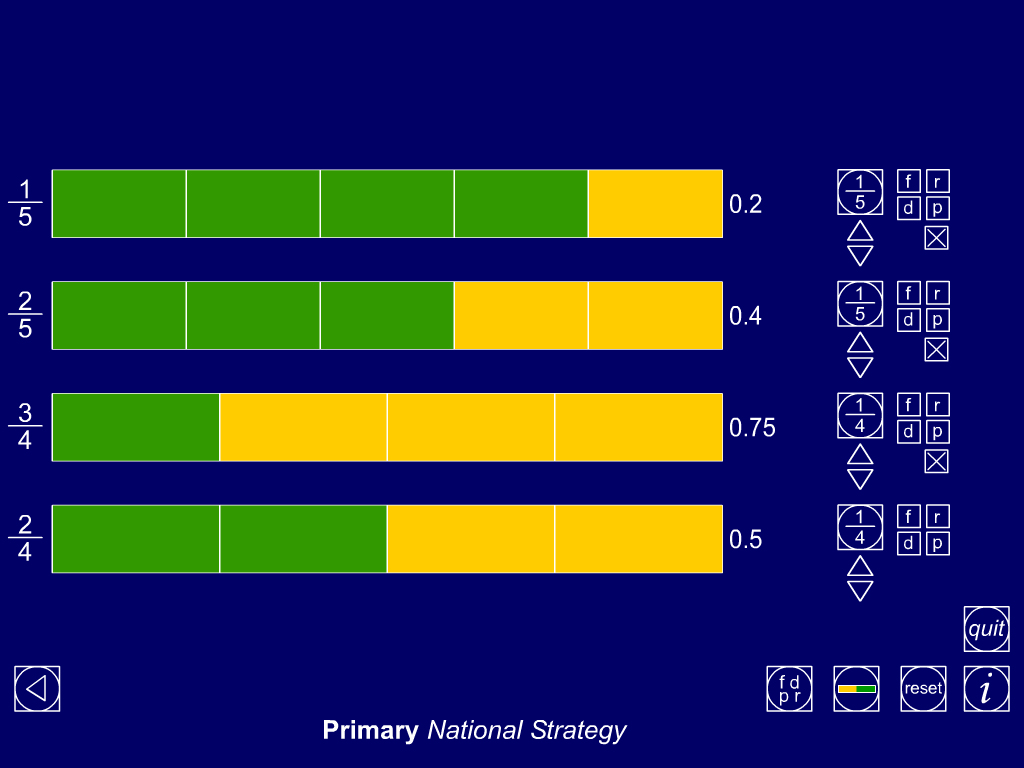 1/5 0.2 1/5 f r
d p
2/5 0.4 1/5 f r
d p
3/4 0.75 1/4 f r
d p
2/4 0.5 1/4 f r
d p
quit
f d
p r
reset i
Primary National Strategy